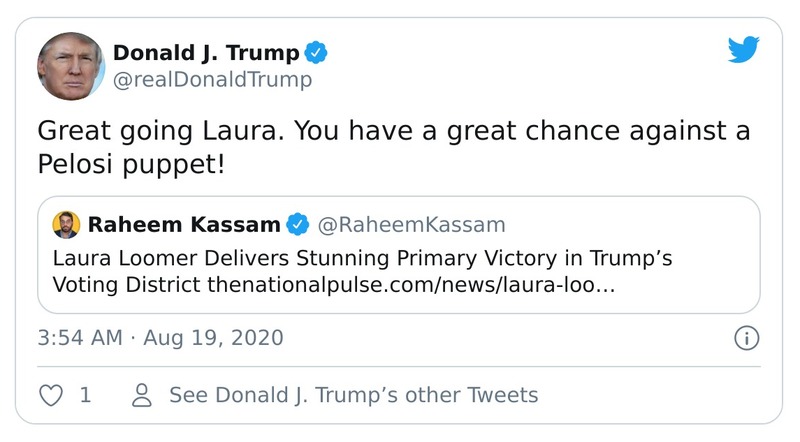 Donald J. Trump
@realDonaldTrump
Great going Laura. You have a great chance against a
Pelosi puppet!
Raheem Kassam @RaheemKassam
Laura Loomer Delivers Stunning Primary Victory in Trump’s
Voting District thenationalpulse.com/news/laura-loo…
3:54 AM · Aug 19, 2020
1 See Donald J. Trump’s other Tweets